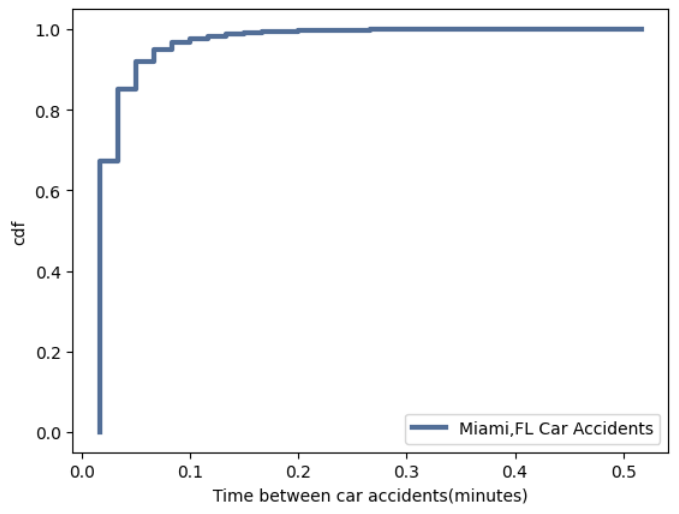 1.0
0.8
0.6
0.4
0.2
0.0
cdf
Miami,FL Car Accidents
0.0 0.1 0.2 0.3 0.4 0.5
Time between car accidents(minutes)